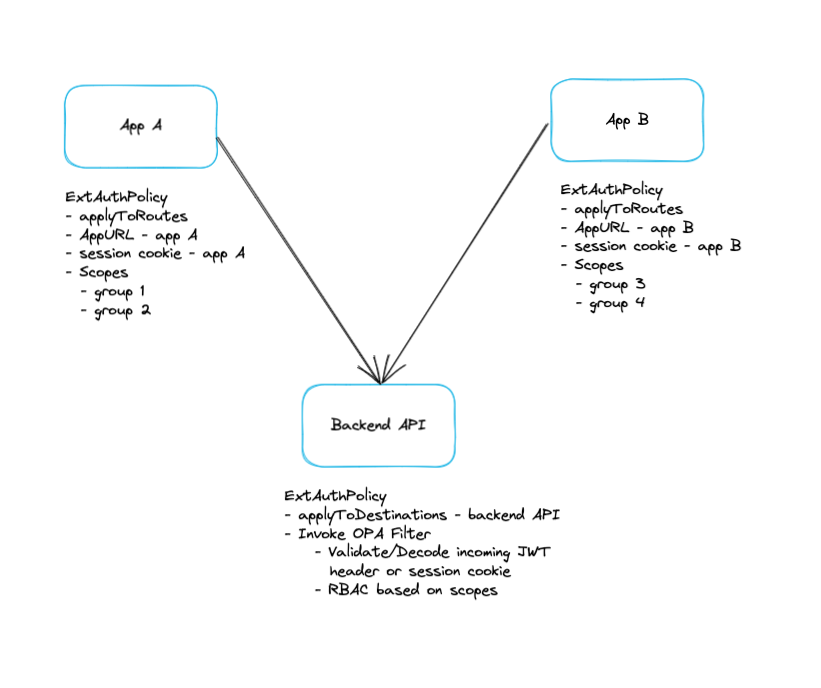 App A
ExtAuthPolicy
- applyToRoutes
- AppURL - app A
- session cookie - app A
- Scopes
- group 1
- group 2
App B
ExtAuthPolicy
- applyToRoutes
- AppURL - app B
- session cookie - app B
- Scopes
- group 3
- group 4
Backend API
ExtAuthPolicy
- applyToDestinations - backend API
- Invoke OPA Filter
- Validate/Decode incoming JWT
header or session cookie
- RBAC based on scopes